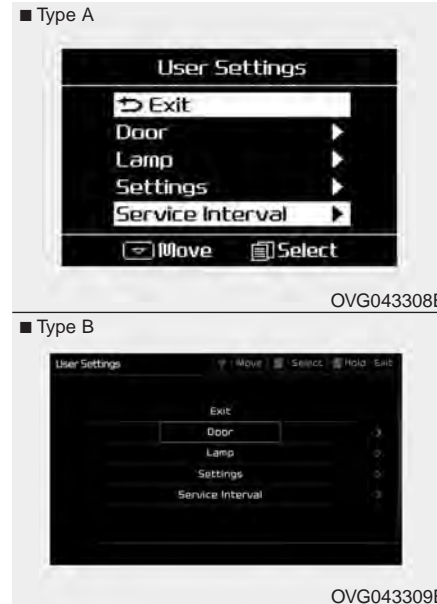 ■ Type A
User Settings
Exit
Door
Lamp
Settings
Service Interval
Move Select
OVG043308E
■ Type B
User Settings Move Select Hold Exit
Exit
Door
Lamp
Settings
Service Interval
OVG043309E